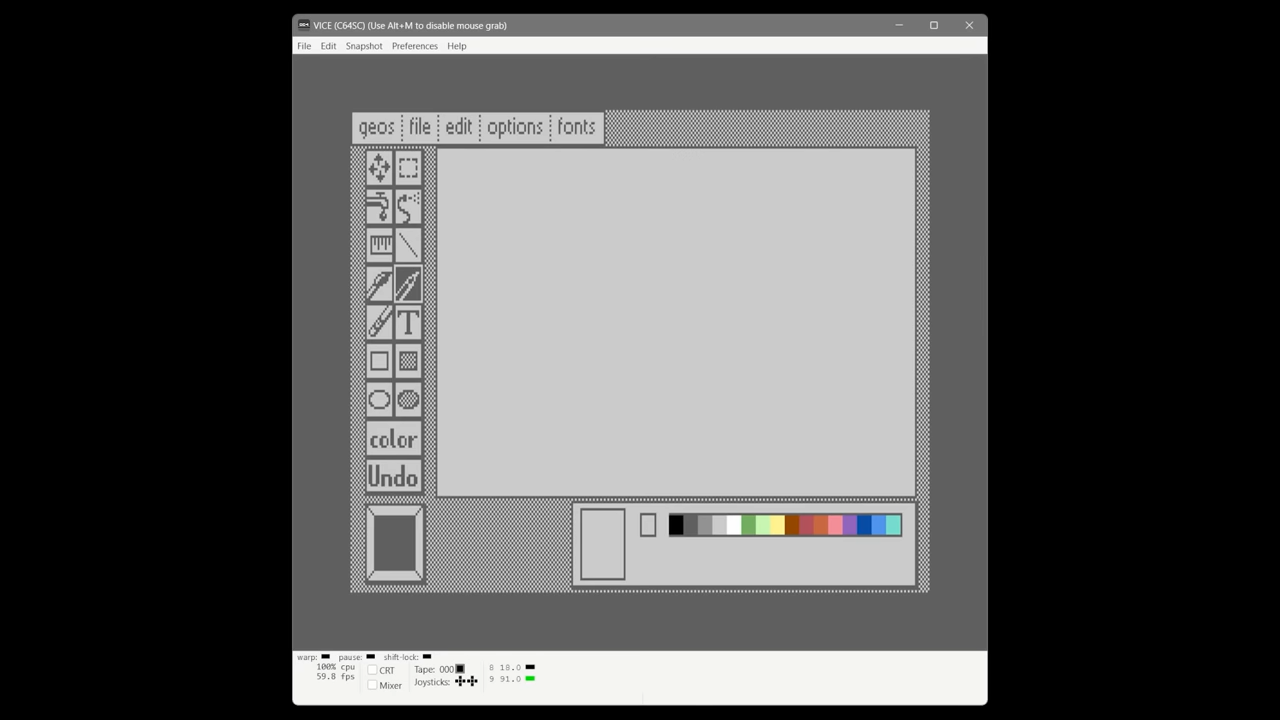 VICE (C64SC) (Use Alt+M to disable mouse grab)
File Edit Snapshot Preferences Help
geos file edit options fonts
T
color
Undo
warp: pause: shift-lock:
100% cpu CRT Tape: 000 8 18.0
59.8 fps Mixer Joysticks: 9 91.0